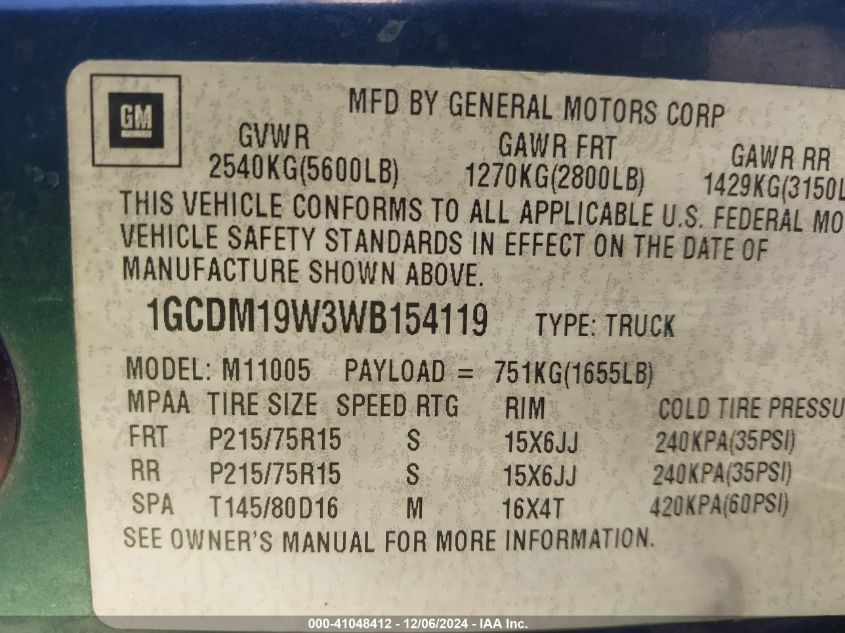 GM
MFD BY GENERAL MOTORS CORP
GVWR GAWR FRT GAWR RR
2540KG(5600LB) 1270KG(2800LB) 1429KG(3150L
THIS VEHICLE CONFORMS TO ALL APPLICABLE U.S. FEDERAL MO
VEHICLE SAFETY STANDARDS IN EFFECT ON THE DATE OF
MANUFACTURE SHOWN ABOVE.
1GCDM19W3WB154119 TYPE: TRUCK
MODEL: M11005 PAYLOAD = 751KG(1655LB)
MPAA TIRE SIZE SPEED RTG RIM COLD TIRE PRESSU
FRT P215/75R15 S 15X6JJ 240KPA(35PSI)
RR P215/75R15 S 15X6JJ 240KPA(35PSI)
SPA T145/80D16 M 16X4T 420KPA(60PSI)
SEE OWNER'S MANUAL FOR MORE INFORMATION.
000-41048412 - 12/06/2024 - IAA Inc.